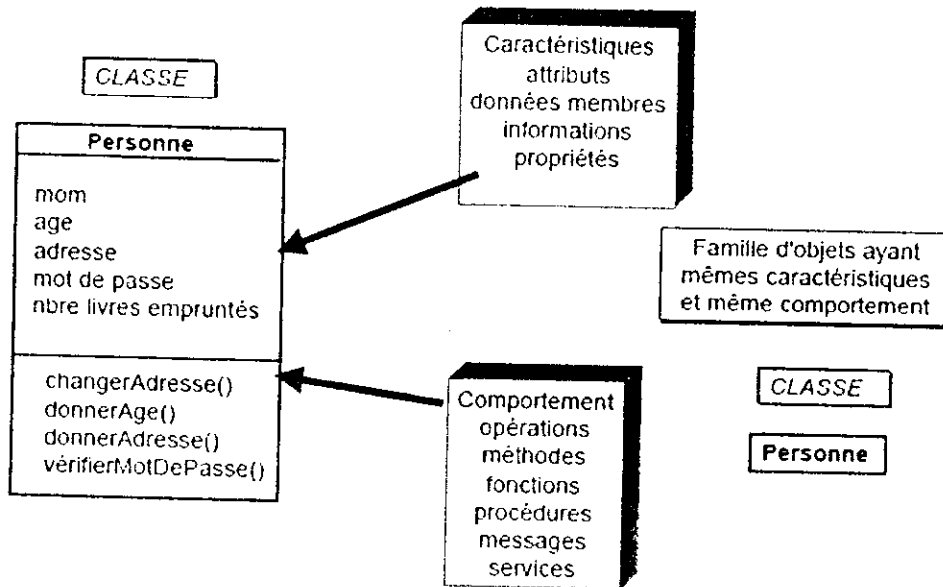 CLASSE
Personne
mom
age
adresse
mot de passe
nbre livres empruntés
changerAdresse()
donnerAge()
donnerAdresse()
vérifierMotDePasse()
Caractéristiques
attributs
données membres
informations
propriétés
Famille d'objets ayant
mêmes caractéristiques
et même comportement
Comportement
opérations
méthodes
fonctions
procédures
messages
services
CLASSE
Personne